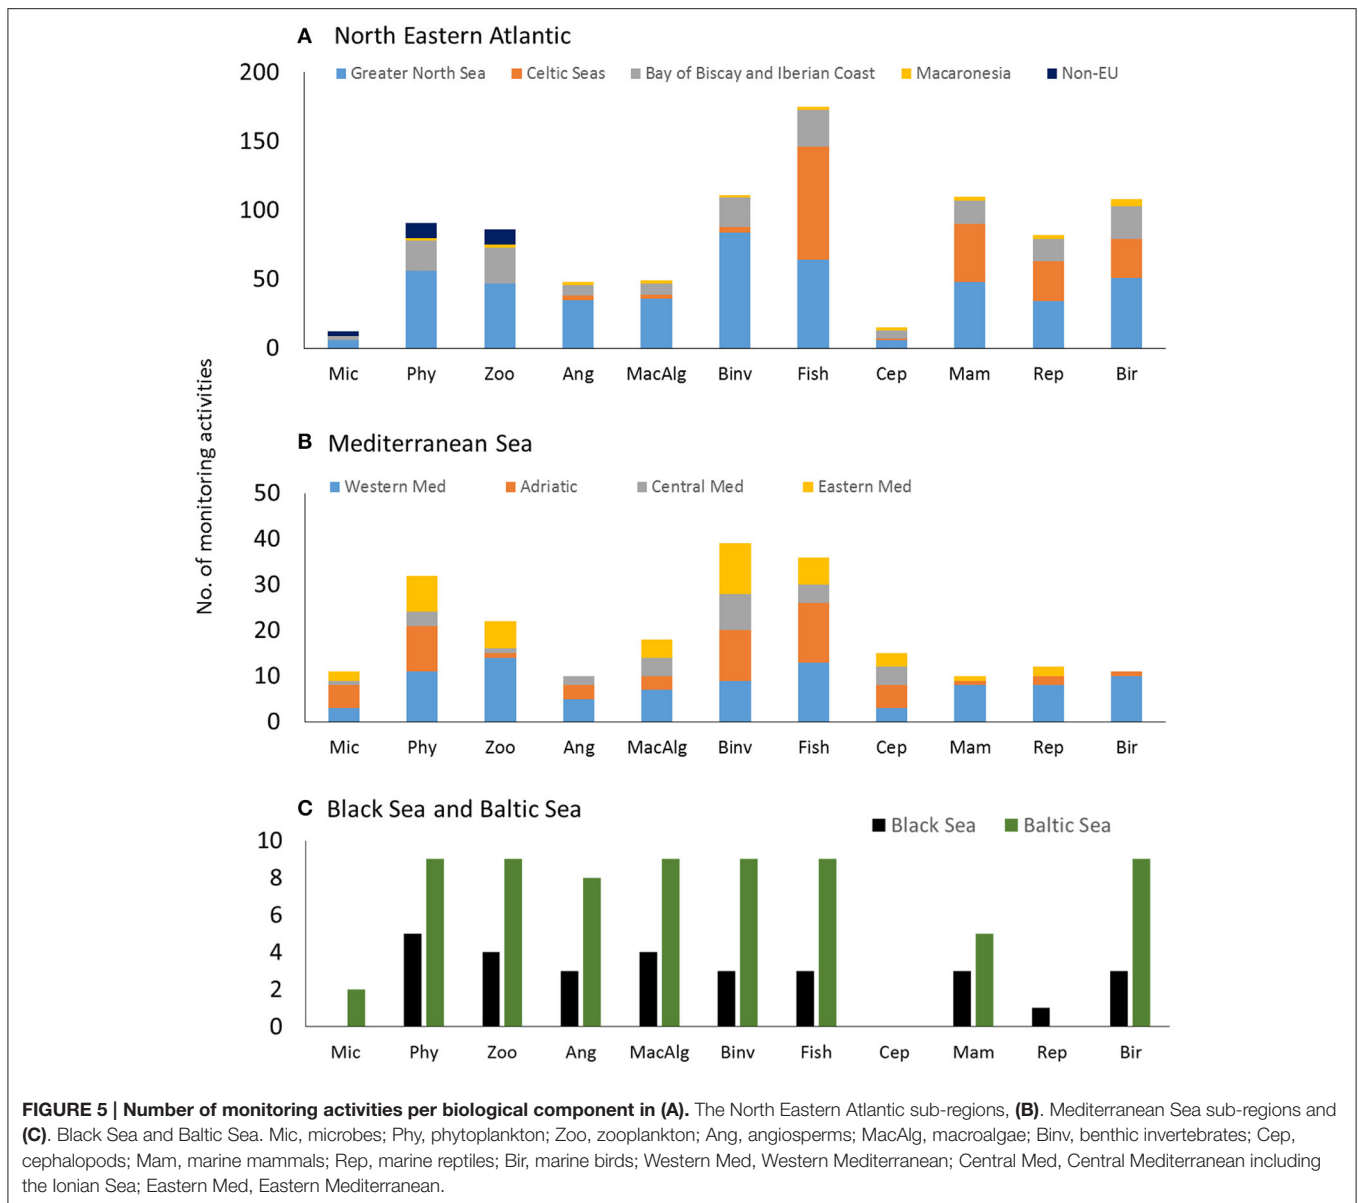 A North Eastern Atlantic
Greater North Sea Celtic Seas Bay of Biscay and Iberian Coast Macaronesia Non-EU
200
150
100
50
0
Mic Phy Zoo Ang MacAlg Binv Fish Cep Mam Rep Bir
No. of monitoring activities
B Mediterranean Sea
Western Med Adriatic Central Med Eastern Med
50
40
30
20
10
0
Mic Phy Zoo Ang MacAlg Binv Fish Cep Mam Rep Bir
C Black Sea and Baltic Sea
Black Sea Baltic Sea
10
8
6
4
2
0
Mic Phy Zoo Ang MacAlg Binv Fish Cep Mam Rep Bir
FIGURE 5 | Number of monitoring activities per biological component in (A). The North Eastern Atlantic sub-regions, (B). Mediterranean Sea sub-regions and
(C). Black Sea and Baltic Sea. Mic, microbes; Phy, phytoplankton; Zoo, zooplankton; Ang, angiosperms; MacAlg, macroalgae; Binv, benthic invertebrates; Cep,
cephalopods; Mam, marine mammals; Rep, marine reptiles; Bir, marine birds; Western Med, Western Mediterranean; Central Med, Central Mediterranean including
the Ionian Sea; Eastern Med, Eastern Mediterranean.